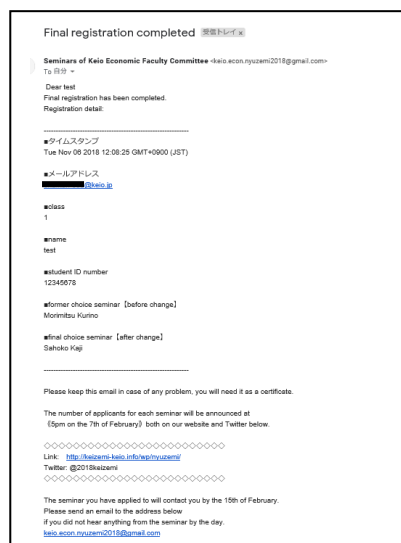 Final registration completed 受信トレイ x
Seminars of Keio Economic Faculty Committee <keio.econ.nyuzemi2018@gmail.com>
To 自分
Dear test
Final registration has been completed.
Registration detail:
------------------------------------------------
■タイムスタンプ
Tue Nov 06 2018 12:08:25 GMT+0900 (JST)
■メールアドレス
@keio.jp
■class
1
■name
test
■student ID number
12345678
■former choice seminar【before change】
Morimitsu Kurino
■final choice seminar【after change】
Sahoko Kaji
------------------------------------------------
Please keep this email in case of any problem, you will need it as a certificate.
The number of applicants for each seminar will be announced at
《5pm on the 7th of February》 both on our website and Twitter below.
◇◇◇◇◇◇◇◇◇◇◇◇◇◇◇◇◇◇◇◇◇◇
Link: http://keizemi-keio.info/wp/nyuzemi/
Twitter: @2018keizemi
◇◇◇◇◇◇◇◇◇◇◇◇◇◇◇◇◇◇◇◇◇◇
The seminar you have applied to will contact you by the 15th of February.
Please send an email to the address below
if you did not hear anything from the seminar by the day.
keio.econ.nyuzemi2018@gmail.com